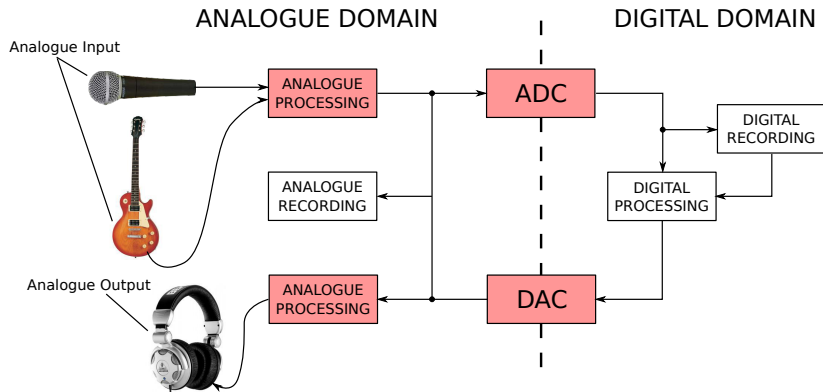 ANALOGUE DOMAIN
DIGITAL DOMAIN
Analogue Input
ANALOGUE
PROCESSING
ADC
DIGITAL
RECORDING
ANALOGUE
RECORDING
DIGITAL
PROCESSING
Analogue Output
ANALOGUE
PROCESSING
DAC